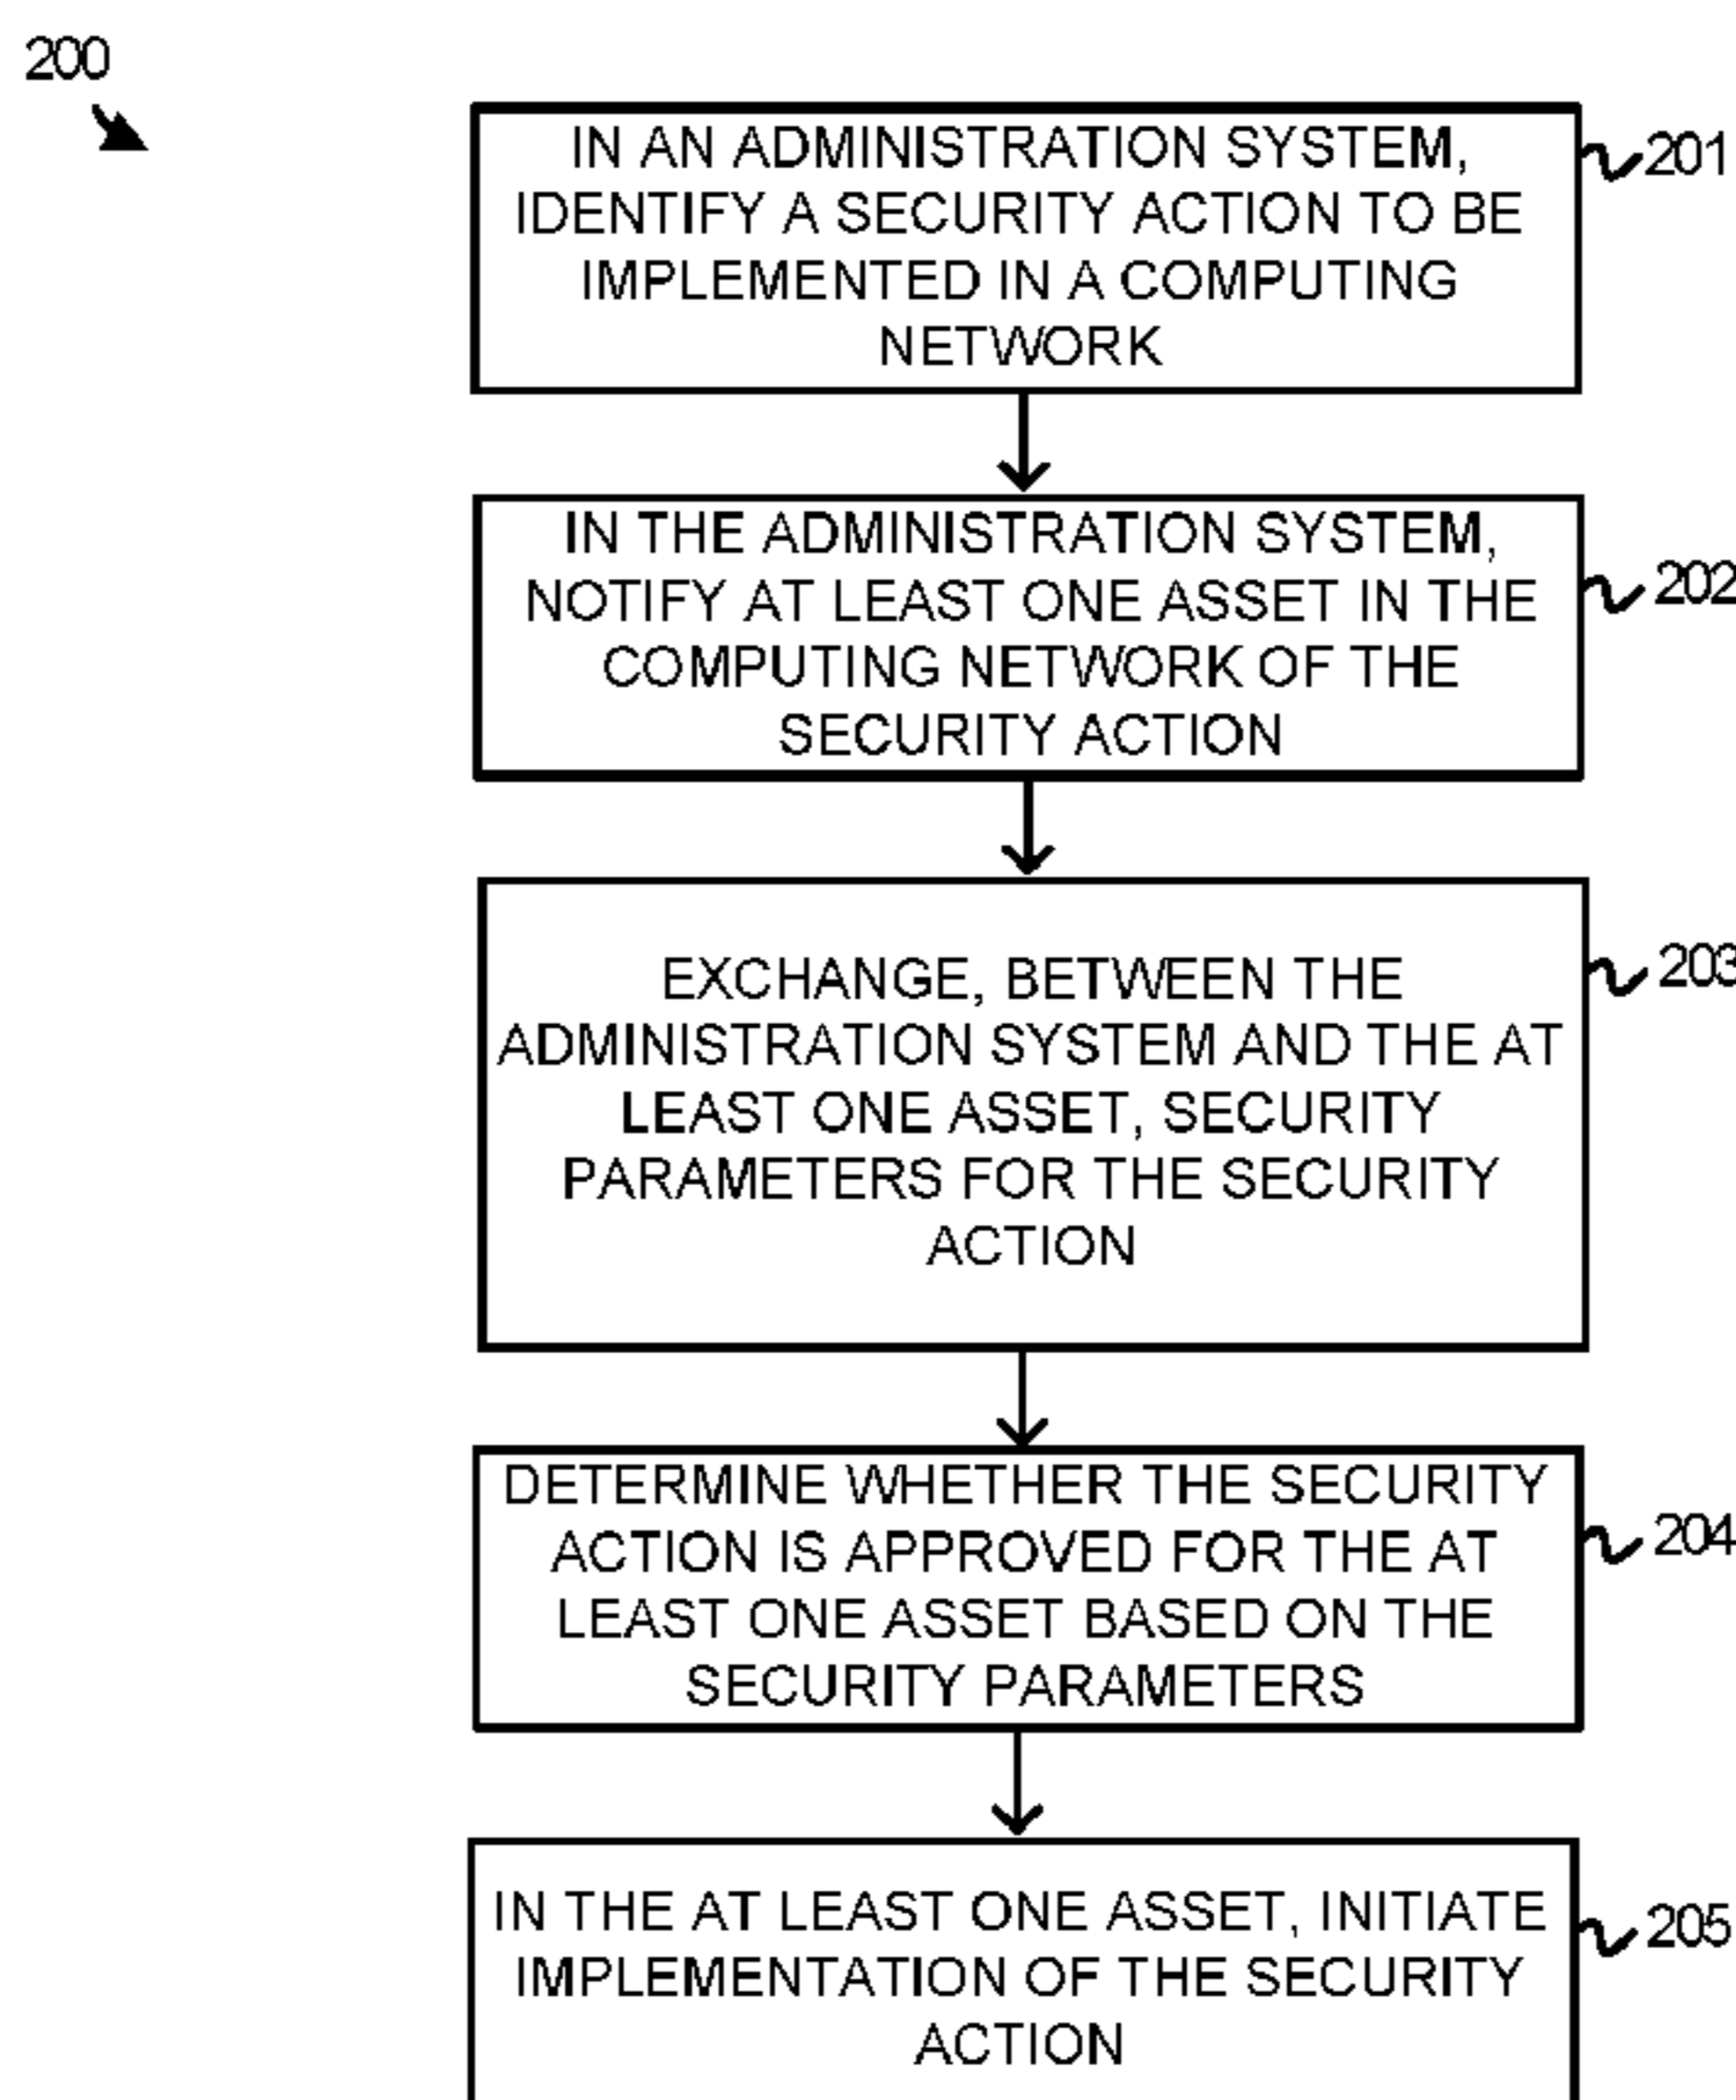 200
IN AN ADMINISTRATION SYSTEM,
IDENTIFY A SECURITY ACTION TO BE
IMPLEMENTED IN A COMPUTING
NETWORK
201
IN THE ADMINISTRATION SYSTEM,
NOTIFY AT LEAST ONE ASSET IN THE
COMPUTING NETWORK OF THE
SECURITY ACTION
202
EXCHANGE, BETWEEN THE
ADMINISTRATION SYSTEM AND THE AT
LEAST ONE ASSET, SECURITY
PARAMETERS FOR THE SECURITY
ACTION
203
DETERMINE WHETHER THE SECURITY
ACTION IS APPROVED FOR THE AT
LEAST ONE ASSET BASED ON THE
SECURITY PARAMETERS
204
IN THE AT LEAST ONE ASSET, INITIATE
IMPLEMENTATION OF THE SECURITY
ACTION
205